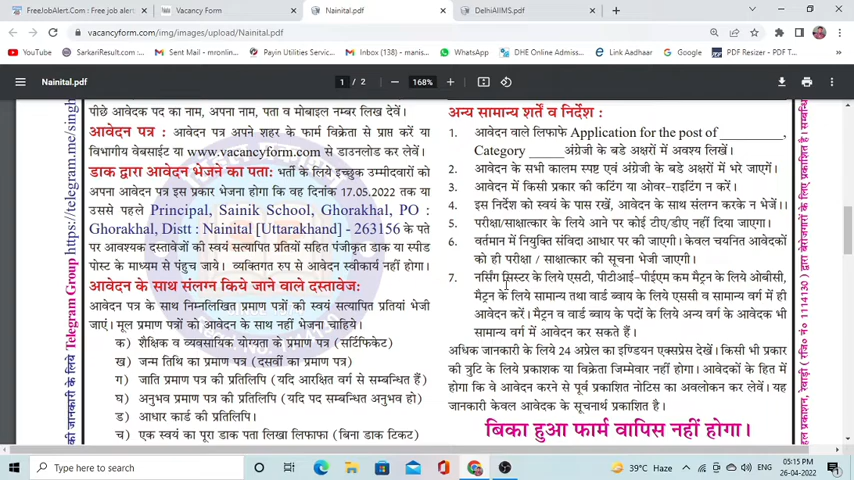 FreeJobAlert.Com : Free job alert
Vacancy Form
Nainital.pdf
DelhiAIIMS.pdf
vacancyform.com/img/images/upload/Nainital.pdf
YouTube
SarkariResult.com :...
Sent Mail - mronline...
Payin Utilities Servic...
Inbox (138) - manis...
WhatsApp
DHE Online Admissi...
Link Aadhaar
Google
PDF Resizer - PDF T...
Nainital.pdf
1 / 2
168%
पीछे आवेदक पद का नाम, अपना नाम, पता व मोबाइल नम्बर लिख देवें।
आवेदन पत्र : आवेदन पत्र अपने शहर के फार्म विक्रेता से प्राप्त करें या
विभागीय वेबसाईट या www.vacancyform.com से डाउनलोड कर लेवें।
डाक द्वारा आवेदन भेजने का पता: भर्ती के लिये इच्छुक उम्मीदवारों को
अपना आवेदन पत्र इस प्रकार भेजना होगा कि वह दिनांक 17.05.2022 तक या
उससे पहले Principal, Sainik School, Ghorakhal, PO :
Ghorakhal, Distt : Nainital [Uttarakhand] - 263156 के पते
पर आवश्यक दस्तावेजों की स्वयं सत्यापित प्रतियों सहित पंजीकृत डाक या स्पीड
पोस्ट के माध्यम से पंहुच जाये। व्यक्तिगत रुप से आवेदन स्वीकार्य नहीं होगा।
आवेदन के साथ संलग्न किये जाने वाले दस्तावेज:
आवेदन पत्र के साथ निम्नलिखित प्रमाण पत्रों की स्वयं सत्यापित प्रतियां भेजी
जाएं। मूल प्रमाण पत्रों को आवेदन के साथ नहीं भेजना चाहिये।
क) शैक्षिक व व्यवसायिक योग्यता के प्रमाण पत्र (सर्टिफिकेट)
ख) जन्म तिथि का प्रमाण पत्र (दसवीं का प्रमाण पत्र)
ग) जाति प्रमाण पत्र की प्रतिलिपि (यदि आरक्षित वर्ग से सम्बन्धित हैं)
घ) अनुभव प्रमाण पत्र की प्रतिलिपि (यदि पद सम्बन्धित अनुभव हो)
ड) आधार कार्ड की प्रतिलिपि।
च) एक स्वयं का पूरा डाक पता लिखा लिफाफा (बिना डाक टिकट)
अन्य सामान्य शर्तें व निर्देश :
1. आवेदन वाले लिफाफे Application for the post of ________,
Category _____अंग्रेजी के बडे अक्षरों में अवश्य लिखें।
2. आवेदन के सभी कालम स्पष्ट एवं अंग्रेजी के बडे अक्षरों में भरे जाएगें।
3. आवेदन में किसी प्रकार की कटिंग या ओवर-राइटिंग न करें।
4. इस निर्देश को स्वयं के पास रखें, आवेदन के साथ संलग्न करके न भेजें।।
5. परीक्षा/साक्षात्कार के लिये आने पर कोई टीए/डीए नहीं दिया जाएगा।
6. वर्तमान में नियुक्ति संविदा आधार पर की जाएगी। केवल चयनित आवेदकों
को ही परीक्षा / साक्षात्कार की सूचना भेजी जाएगी।
7. नर्सिंग सिस्टर के लिये एसटी, पीटीआई-पीईएम कम मैट्रन के लिये ओबीसी,
मैट्रन के लिये सामान्य तथा वार्ड ब्वाय के लिये एससी व सामान्य वर्ग में ही
आवेदन करें। मैट्रन व वार्ड ब्वाय के पदों के लिये अन्य वर्ग के आवेदक भी
सामान्य वर्ग में आवेदन कर सकते हैं।
अधिक जानकारी के लिये 24 अप्रेल का इण्डियन एक्सप्रेस देखें। किसी भी प्रकार
की त्रुटि के लिए प्रकाशक या विक्रेता जिम्मेवार नहीं होगा। आवेदकों के हित में
होगा कि वे आवेदन करने से पूर्व प्रकाशित नोटिस का अवलोकन कर लेवें। यह
जानकारी केवल आवेदक के सूचनार्थ प्रकाशित है।
बिका हुआ फार्म वापिस नहीं होगा।
की जानकारी के लिये Telegram Group https://telegram.me/singh
प्रकाशन, रेवाड़ी (रजि० नं० 1114130) द्वारा बेरोजगारों के लिए प्रकाशित है।
Type here to search
39°C Haze
ENG
05:15 PM
26-04-2022